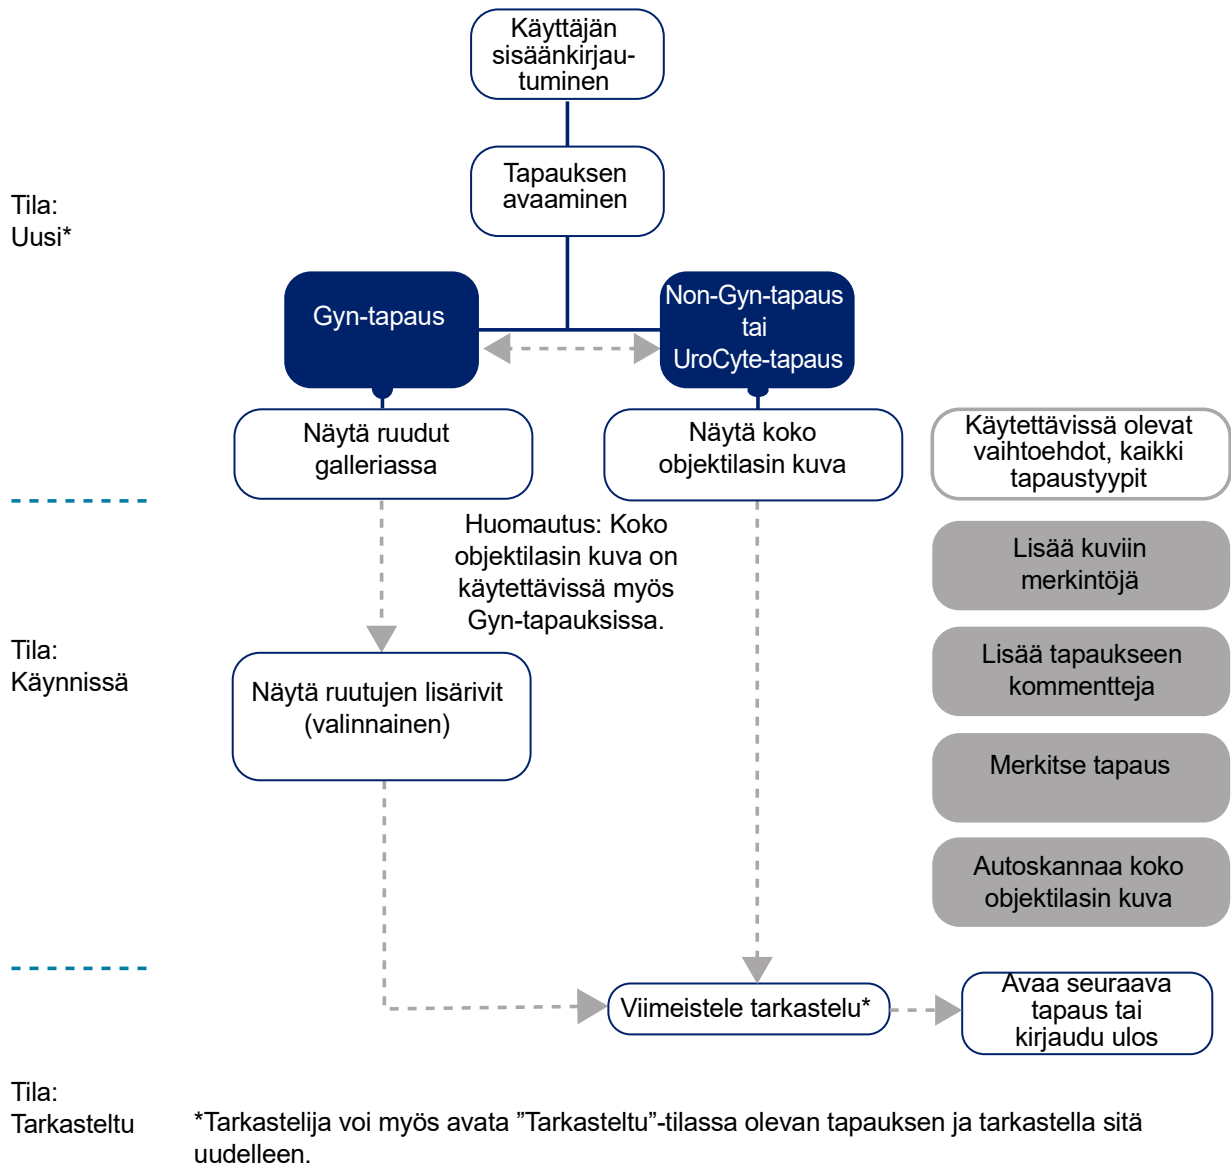 Käyttäjän
sisäänkirjau-
tuminen
Tapauksen
avaaminen
Tila:
Uusi*
Gyn-tapaus
Non-Gyn-tapaus
tai
UroCyte-tapaus
Näytä ruudut
galleriassa
Näytä koko
objektilasin kuva
Käytettävissä olevat
vaihtoehdot, kaikki
tapaustyypit
Huomautus: Koko
objektilasin kuva on
käytettävissä myös
Gyn-tapauksissa.
Lisää kuviin
merkintöjä
Tila:
Käynnissä
Näytä ruutujen lisärivit
(valinnainen)
Lisää tapaukseen
kommentteja
Merkitse tapaus
Autoskannaa koko
objektilasin kuva
Viimeistele tarkastelu*
Avaa seuraava
tapaus tai
kirjaudu ulos
Tila:
Tarkasteltu
*Tarkastelija voi myös avata ”Tarkasteltu”-tilassa olevan tapauksen ja tarkastella sitä
uudelleen.